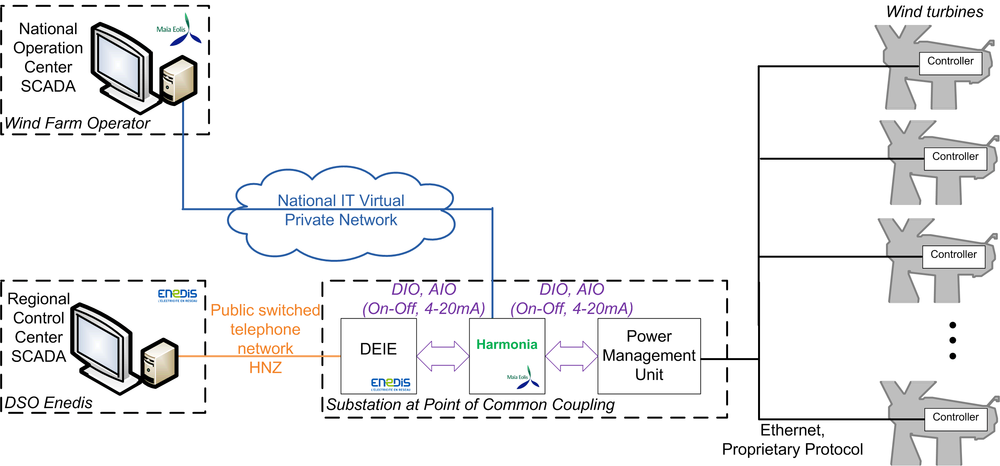 National
Operation
Center
SCADA
Maïa Eolis
Wind Farm Operator
Wind turbines
Controller
Controller
Controller
Controller
National IT Virtual
Private Network
Regional
Control
Center
SCADA
ENEDIS
L'ELECTRICITE EN RESEAU
DSO Enedis
Public switched
telephone
network
HNZ
DIO, AIO
(On-Off, 4-20mA)
DIO, AIO
(On-Off, 4-20mA)
DEIE
ENEDIS
L'ELECTRICITE EN RESEAU
Harmonia
Maïa Eolis
Power
Management
Unit
Substation at Point of Common Coupling
Ethernet,
Proprietary Protocol